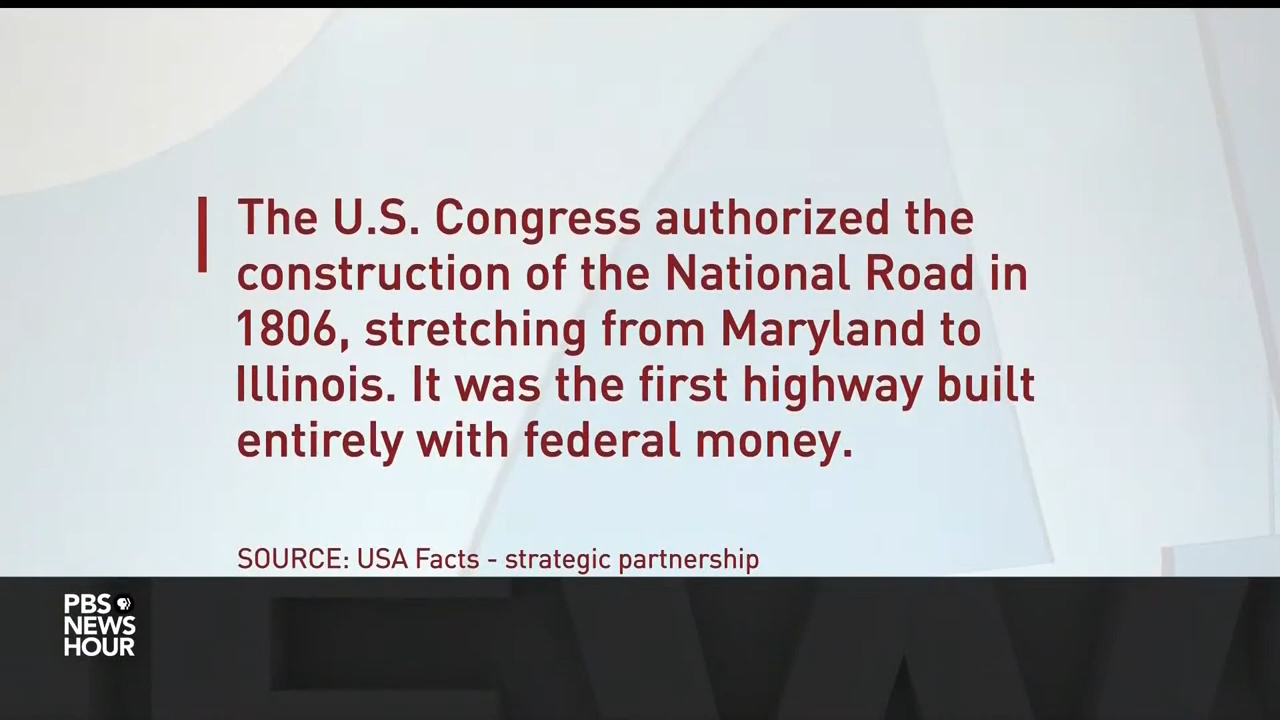 The U.S. Congress authorized the
construction of the National Road in
1806, stretching from Maryland to
Illinois. It was the first highway built
entirely with federal money.
SOURCE: USA Facts - strategic partnership
PBS
NEWS
HOUR